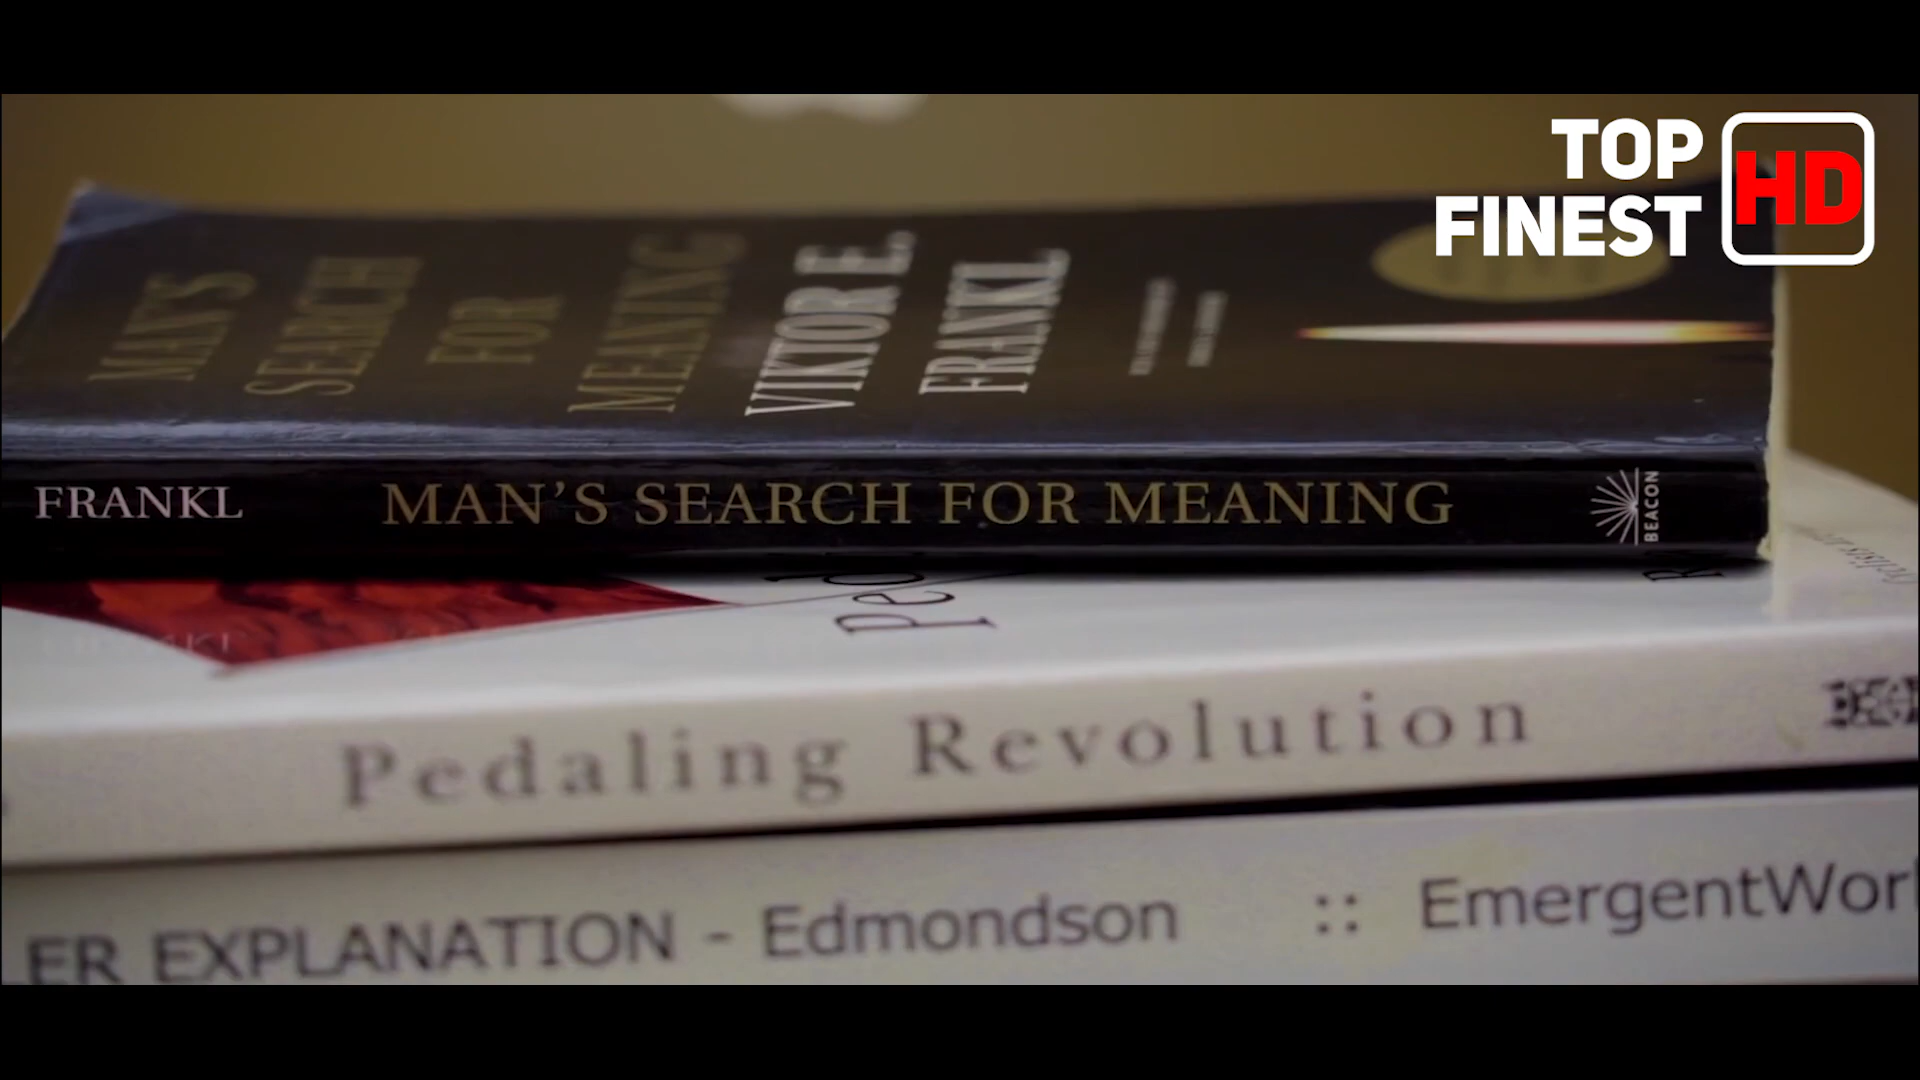 TOP
FINEST
HD
MAN'S
SEARCH
FOR
MEANING
VIKTOR E.
FRANKL
FRANKL MAN'S SEARCH FOR MEANING BEACON
Pedaling Revolution
ER EXPLANATION - Edmondson :: EmergentWor